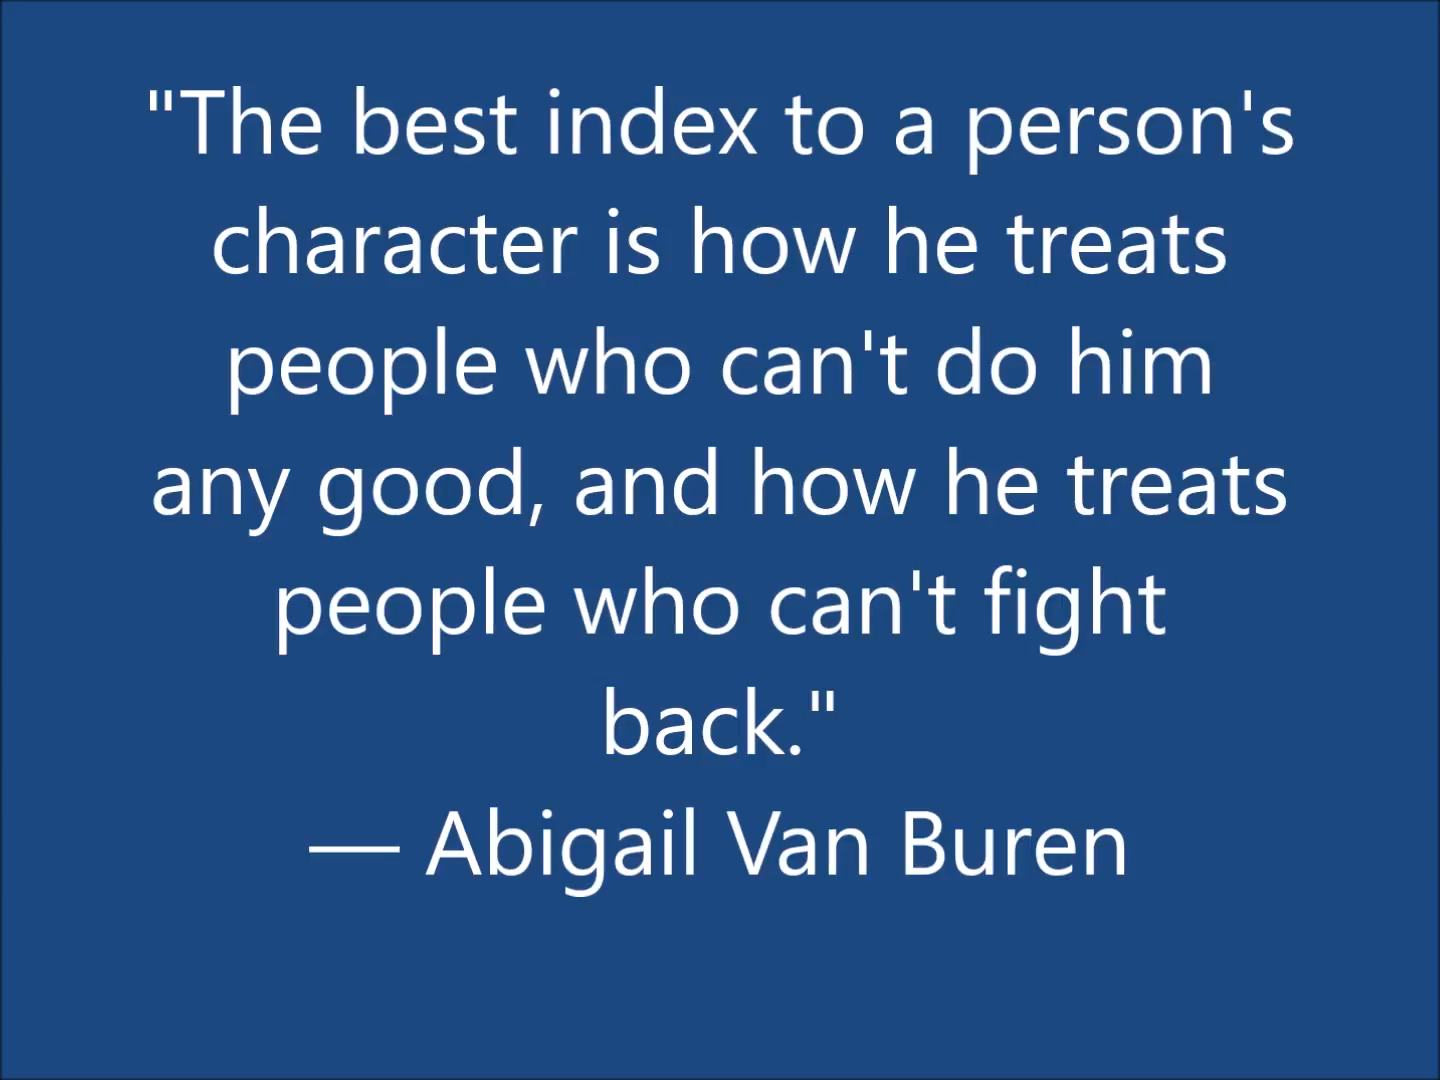 "The best index to a person's
character is how he treats
people who can't do him
any good, and how he treats
people who can't fight
back."
— Abigail Van Buren